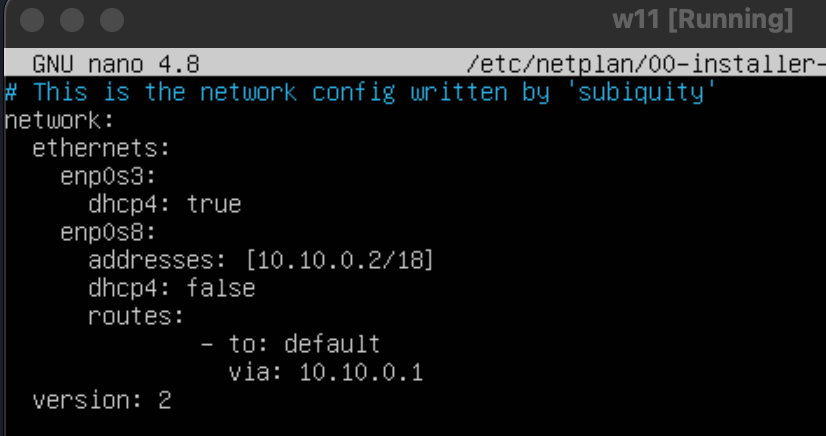 w11 [Running]
GNU nano 4.8 /etc/netplan/00-installer-
# This is the network config written by 'subiquity'
network:
  ethernets:
    enp0s3:
      dhcp4: true
    enp0s8:
      addresses: [10.10.0.2/18]
      dhcp4: false
      routes:
              - to: default
                via: 10.10.0.1
  version: 2